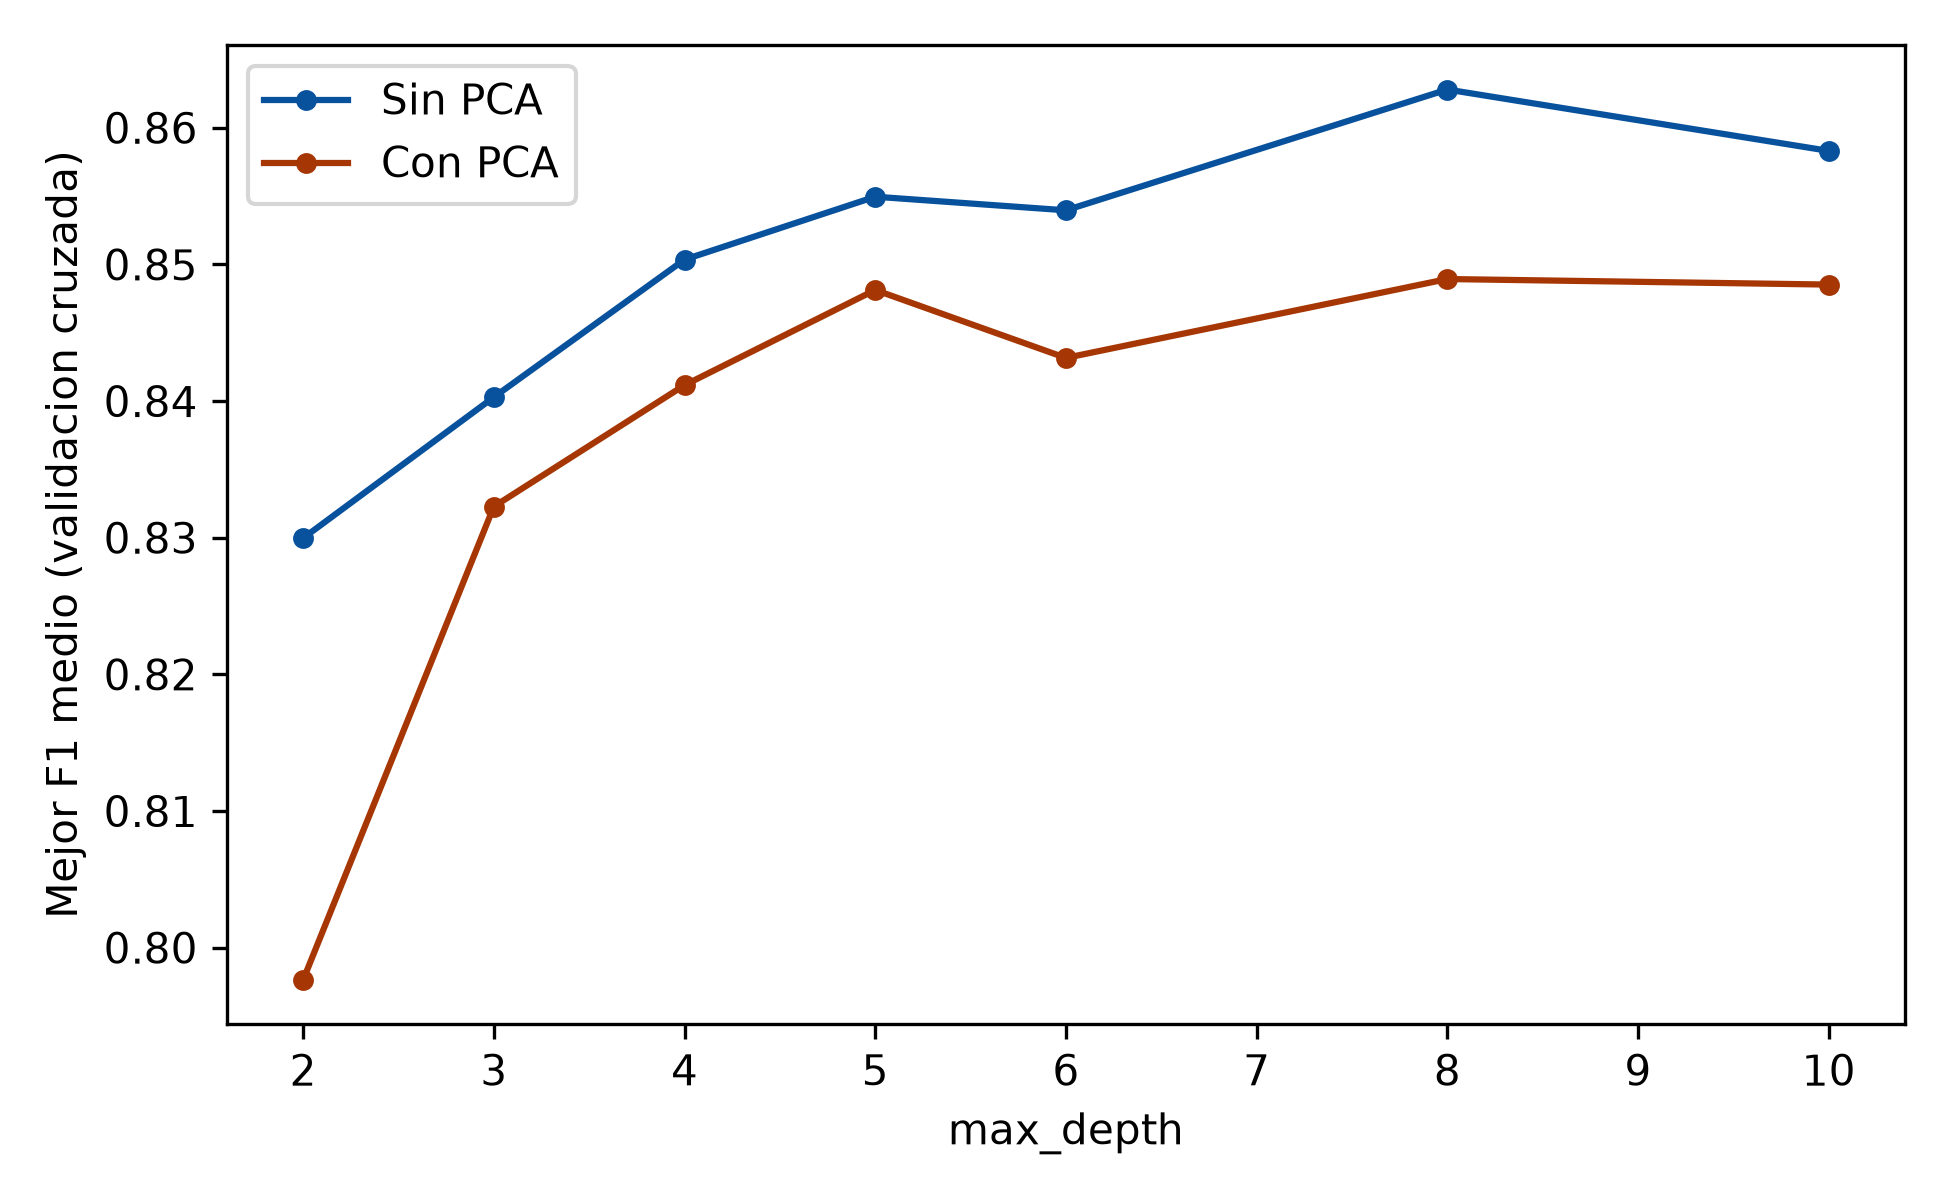 Sin PCA
Con PCA
Mejor F1 medio (validacion cruzada)
0.86
0.85
0.84
0.83
0.82
0.81
0.80
2 3 4 5 6 7 8 9 10
max_depth